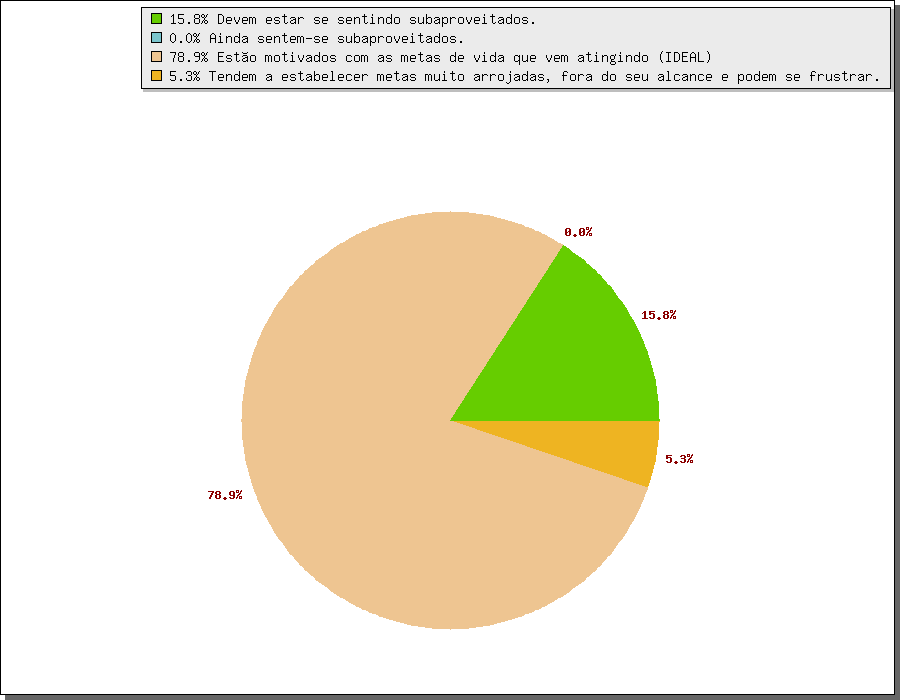 15.8% Devem estar se sentindo subaproveitados.
0.0% Ainda sentem-se subaproveitados.
78.9% Estão motivados com as metas de vida que vem atingindo (IDEAL)
5.3% Tendem a estabelecer metas muito arrojadas, fora do seu alcance e podem se frustrar.
0.0%
15.8%
5.3%
78.9%